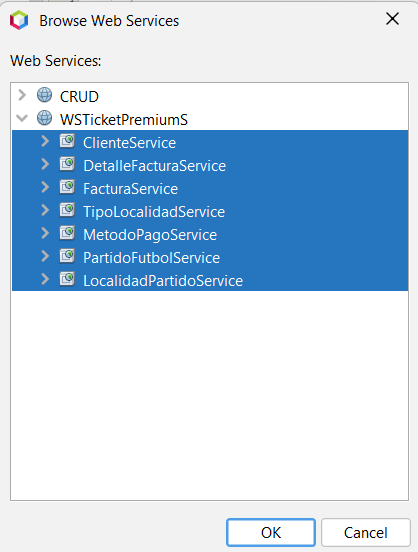 Browse Web Services
Web Services:
CRUD
WSTicketPremiumS
ClienteService
DetalleFacturaService
FacturaService
TipoLocalidadService
MetodoPagoService
PartidoFutbolService
LocalidadPartidoService
OK
Cancel